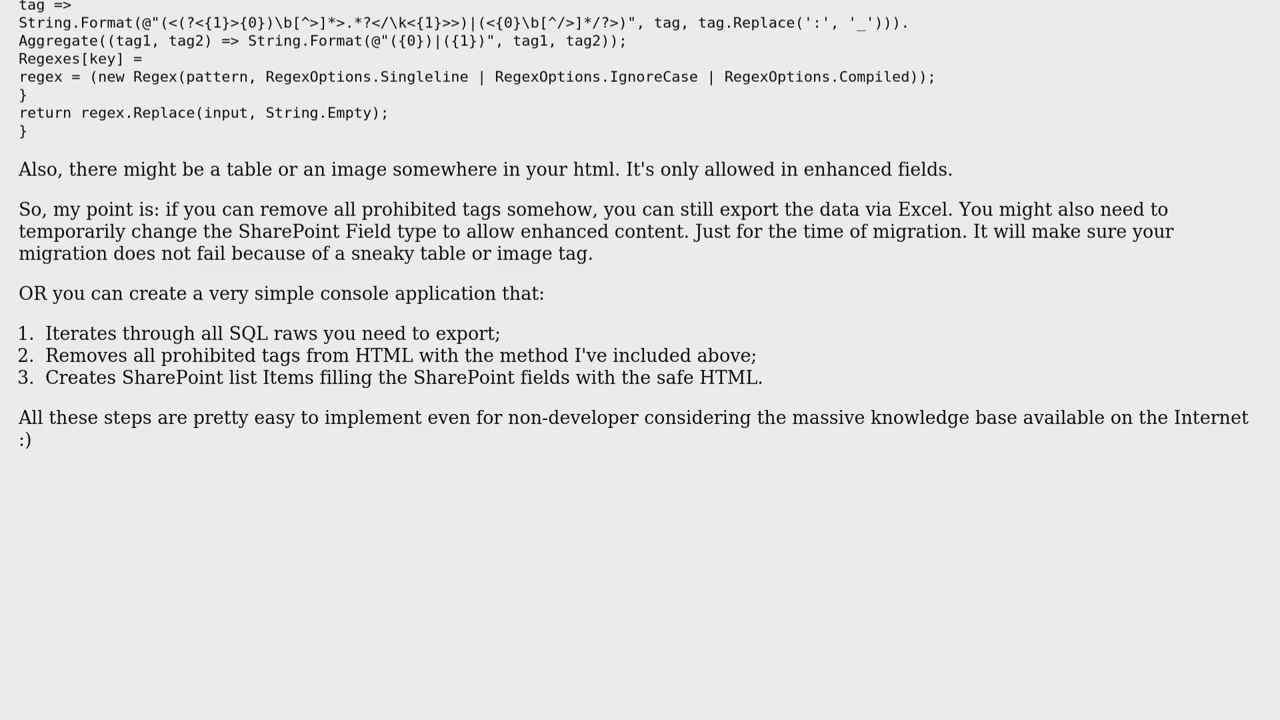 tag =>
String.Format(@"(<(?<{1}>{0})\b[^>]*>.*?</\k<{1}>>)|(<{0}\b[^/>]*/?>)", tag, tag.Replace(':', '_'))).
Aggregate((tag1, tag2) => String.Format(@"({0})|({1})", tag1, tag2));
Regexes[key] =
regex = (new Regex(pattern, RegexOptions.Singleline | RegexOptions.IgnoreCase | RegexOptions.Compiled));
}
return regex.Replace(input, String.Empty);
}
Also, there might be a table or an image somewhere in your html. It's only allowed in enhanced fields.
So, my point is: if you can remove all prohibited tags somehow, you can still export the data via Excel. You might also need to
temporarily change the SharePoint Field type to allow enhanced content. Just for the time of migration. It will make sure your
migration does not fail because of a sneaky table or image tag.
OR you can create a very simple console application that:
1. Iterates through all SQL raws you need to export;
2. Removes all prohibited tags from HTML with the method I've included above;
3. Creates SharePoint list Items filling the SharePoint fields with the safe HTML.
All these steps are pretty easy to implement even for non-developer considering the massive knowledge base available on the Internet
:)